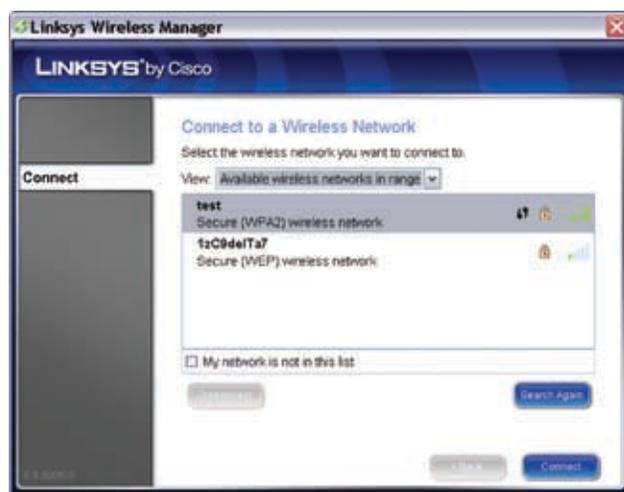 Linksys Wireless Manager
LINKSYS® by Cisco
Connect to a Wireless Network
Select the wireless network you want to connect to.
Connect
View: Available wireless networks in range
test
Secure (WPA2) wireless network
1zC9delTa7
Secure (WEP) wireless network
My network is not in this list
Search Again
Connect